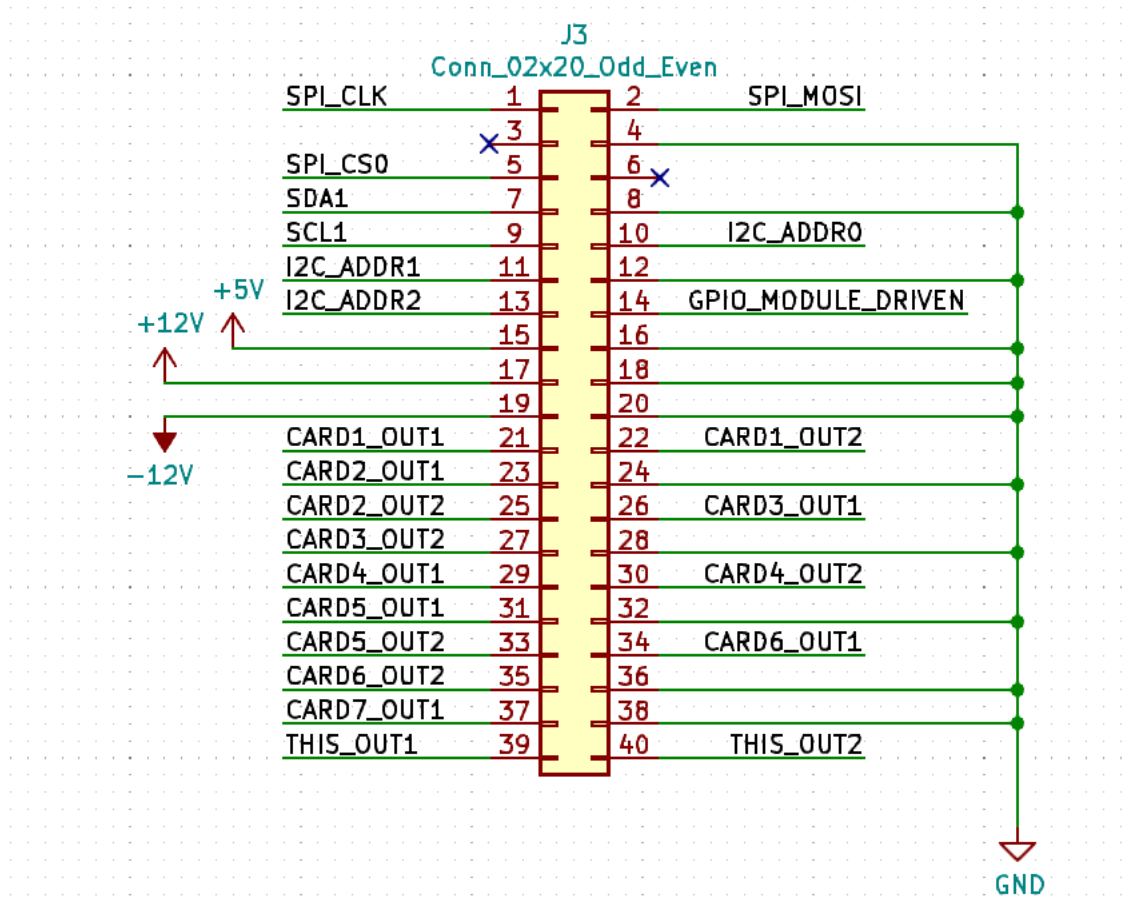 J3
Conn_02x20_Odd_Even
SPI_CLK 1 2 SPI_MOSI
3 4
SPI_CS0 5 6
SDA1 7 8
SCL1 9 10 I2C_ADDR0
I2C_ADDR1 11 12
+5V
I2C_ADDR2 13 14 GPIO_MODULE_DRIVEN
+12V
15 16
17 18
19 20
CARD1_OUT1 21 22 CARD1_OUT2
-12V
CARD2_OUT1 23 24
CARD2_OUT2 25 26 CARD3_OUT1
CARD3_OUT2 27 28
CARD4_OUT1 29 30 CARD4_OUT2
CARD5_OUT1 31 32
CARD5_OUT2 33 34 CARD6_OUT1
CARD6_OUT2 35 36
CARD7_OUT1 37 38
THIS_OUT1 39 40 THIS_OUT2
GND